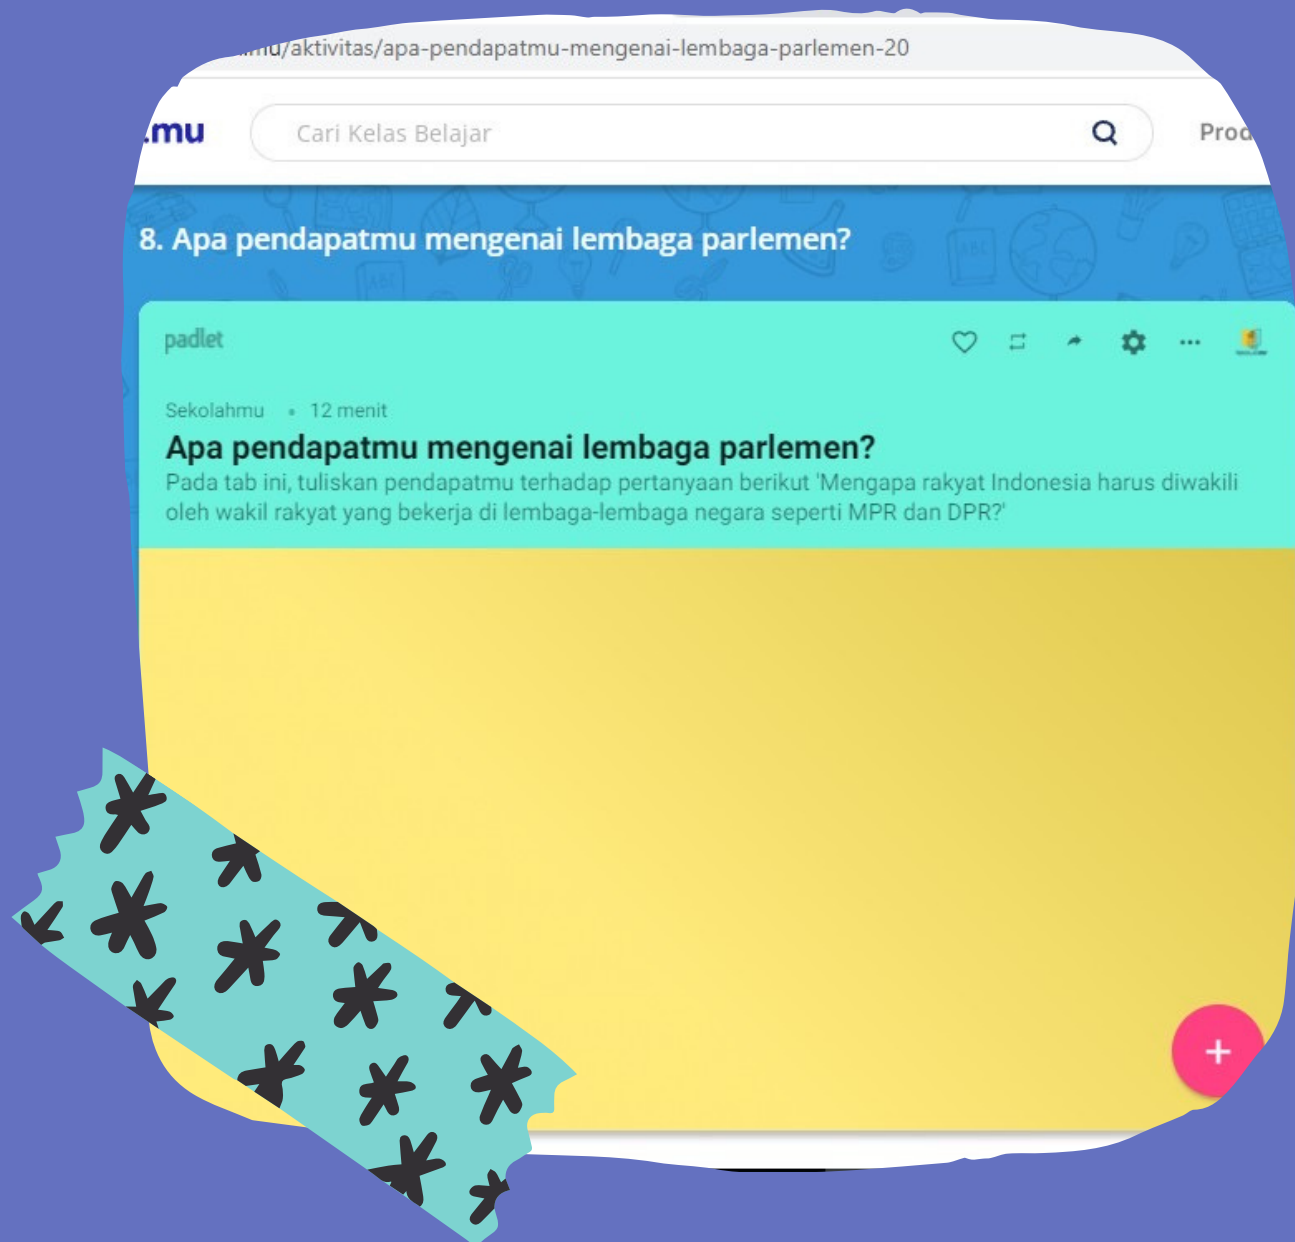 mu/aktivitas/apa-pendapatmu-mengenai-lembaga-parlemen-20
.mu
Cari Kelas Belajar
8. Apa pendapatmu mengenai lembaga parlemen?
padlet
Sekolahmu • 12 menit
Apa pendapatmu mengenai lembaga parlemen?
Pada tab ini, tuliskan pendapatmu terhadap pertanyaan berikut 'Mengapa rakyat Indonesia harus diwakili
oleh wakil rakyat yang bekerja di lembaga-lembaga negara seperti MPR dan DPR?'